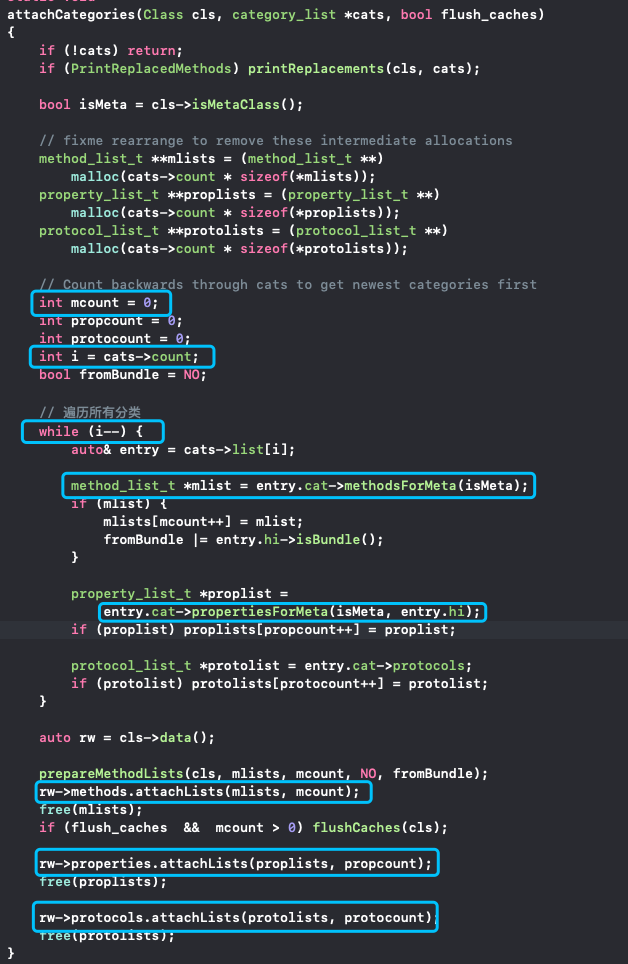 attachCategories(Class cls, category_list *cats, bool flush_caches)
{
    if (!cats) return;
    if (PrintReplacedMethods) printReplacements(cls, cats);

    bool isMeta = cls->isMetaClass();

    // fixme rearrange to remove these intermediate allocations
    method_list_t **mlists = (method_list_t **)
        malloc(cats->count * sizeof(*mlists));
    property_list_t **proplists = (property_list_t **)
        malloc(cats->count * sizeof(*proplists));
    protocol_list_t **protolists = (protocol_list_t **)
        malloc(cats->count * sizeof(*protolists));

    // Count backwards through cats to get newest categories first
    int mcount = 0;
    int propcount = 0;
    int protocount = 0;
    int i = cats->count;
    bool fromBundle = NO;

    // 遍历所有分类
    while (i--) {
        auto& entry = cats->list[i];

        method_list_t *mlist = entry.cat->methodsForMeta(isMeta);
        if (mlist) {
            mlists[mcount++] = mlist;
            fromBundle |= entry.hi->isBundle();
        }

        property_list_t *proplist =
            entry.cat->propertiesForMeta(isMeta, entry.hi);
        if (proplist) proplists[propcount++] = proplist;

        protocol_list_t *protolist = entry.cat->protocols;
        if (protolist) protolists[protocount++] = protolist;
    }

    auto rw = cls->data();

    prepareMethodLists(cls, mlists, mcount, NO, fromBundle);
    rw->methods.attachLists(mlists, mcount);
    free(mlists);
    if (flush_caches  &&  mcount > 0) flushCaches(cls);

    rw->properties.attachLists(proplists, propcount);
    free(proplists);

    rw->protocols.attachLists(protolists, protocount)
    free(protolists);
}